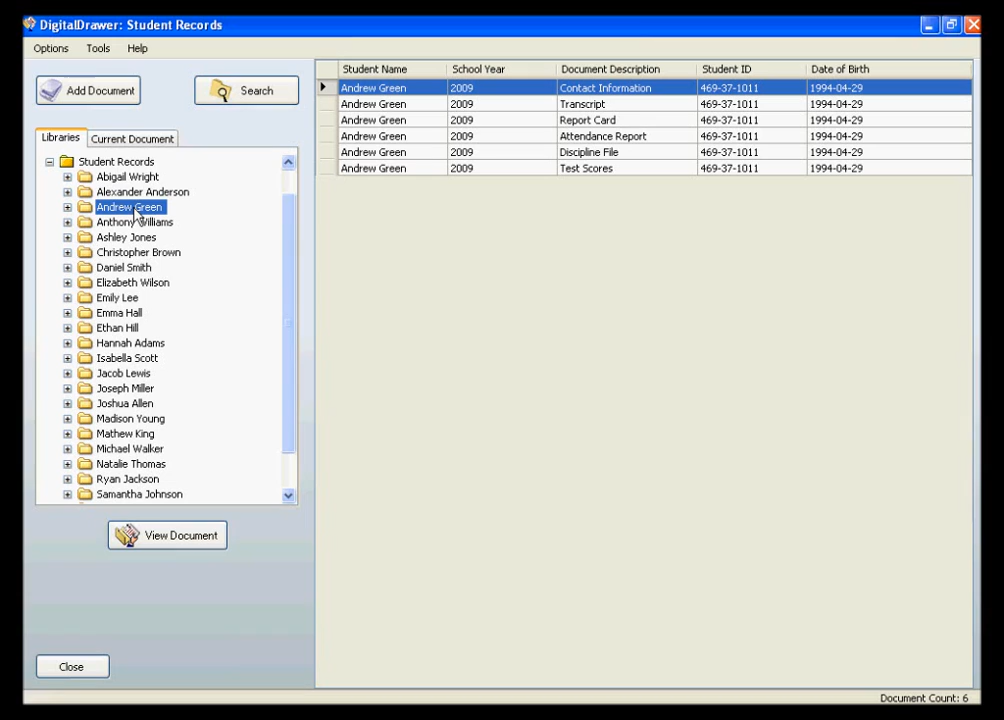 DigitalDrawer: Student Records
Options Tools Help
Add Document Search
Libraries Current Document
Student Records
Abigail Wright
Alexander Anderson
Andrew Green
Anthony Williams
Ashley Jones
Christopher Brown
Daniel Smith
Elizabeth Wilson
Emily Lee
Emma Hall
Ethan Hill
Hannah Adams
Isabella Scott
Jacob Lewis
Joseph Miller
Joshua Allen
Madison Young
Mathew King
Michael Walker
Natalie Thomas
Ryan Jackson
Samantha Johnson
View Document
Close
Student Name School Year Document Description Student ID Date of Birth
Andrew Green 2009 Contact Information 469-37-1011 1994-04-29
Andrew Green 2009 Transcript 469-37-1011 1994-04-29
Andrew Green 2009 Report Card 469-37-1011 1994-04-29
Andrew Green 2009 Attendance Report 469-37-1011 1994-04-29
Andrew Green 2009 Discipline File 469-37-1011 1994-04-29
Andrew Green 2009 Test Scores 469-37-1011 1994-04-29
Document Count: 6